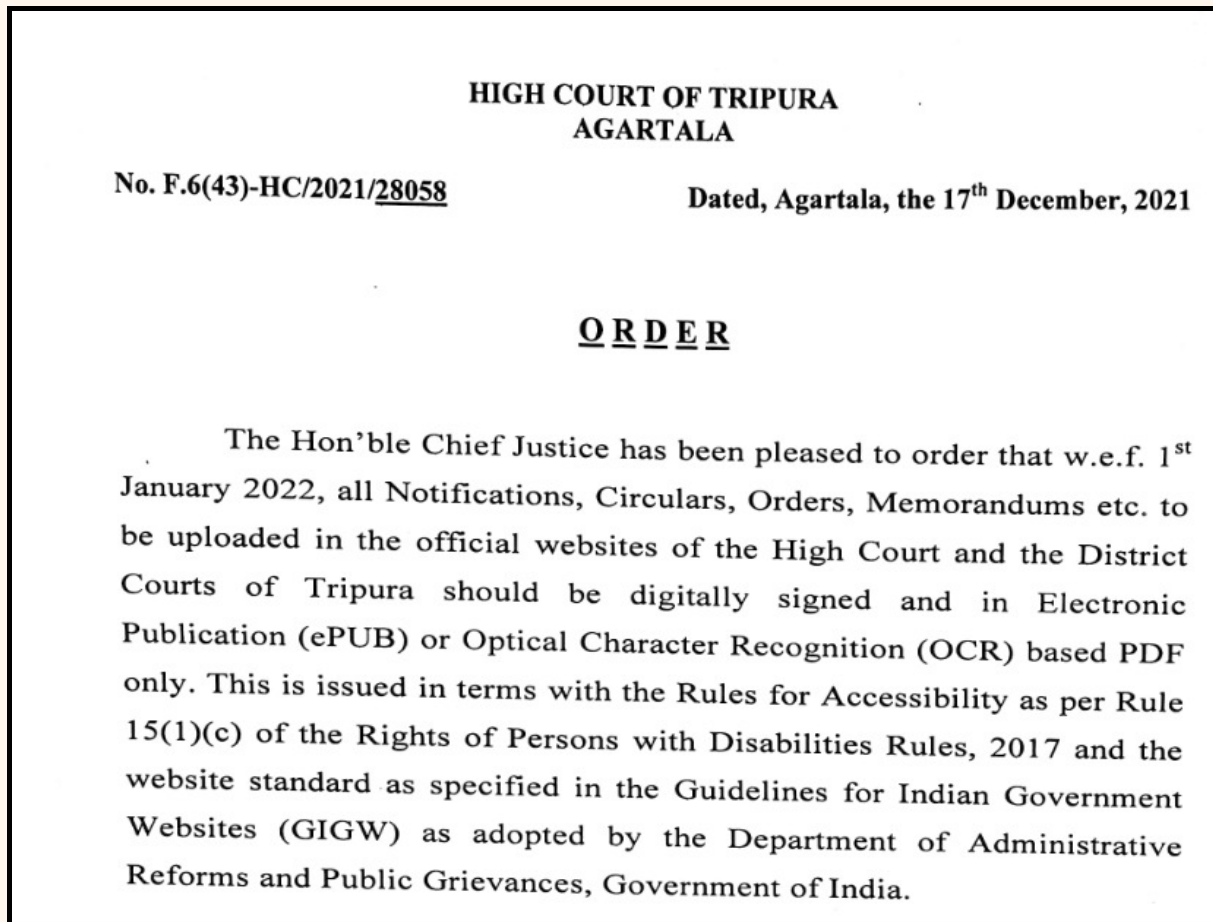 HIGH COURT OF TRIPURA
AGARTALA
No. F.6(43)-HC/2021/28058
Dated, Agartala, the 17th December, 2021
O R D E R
The Hon'ble Chief Justice has been pleased to order that w.e.f. 1st
January 2022, all Notifications, Circulars, Orders, Memorandums etc. to
be uploaded in the official websites of the High Court and the District
Courts of Tripura should be digitally signed and in Electronic
Publication (ePUB) or Optical Character Recognition (OCR) based PDF
only. This is issued in terms with the Rules for Accessibility as per Rule
15(1)(c) of the Rights of Persons with Disabilities Rules, 2017 and the
website standard as specified in the Guidelines for Indian Government
Websites (GIGW) as adopted by the Department of Administrative
Reforms and Public Grievances, Government of India.